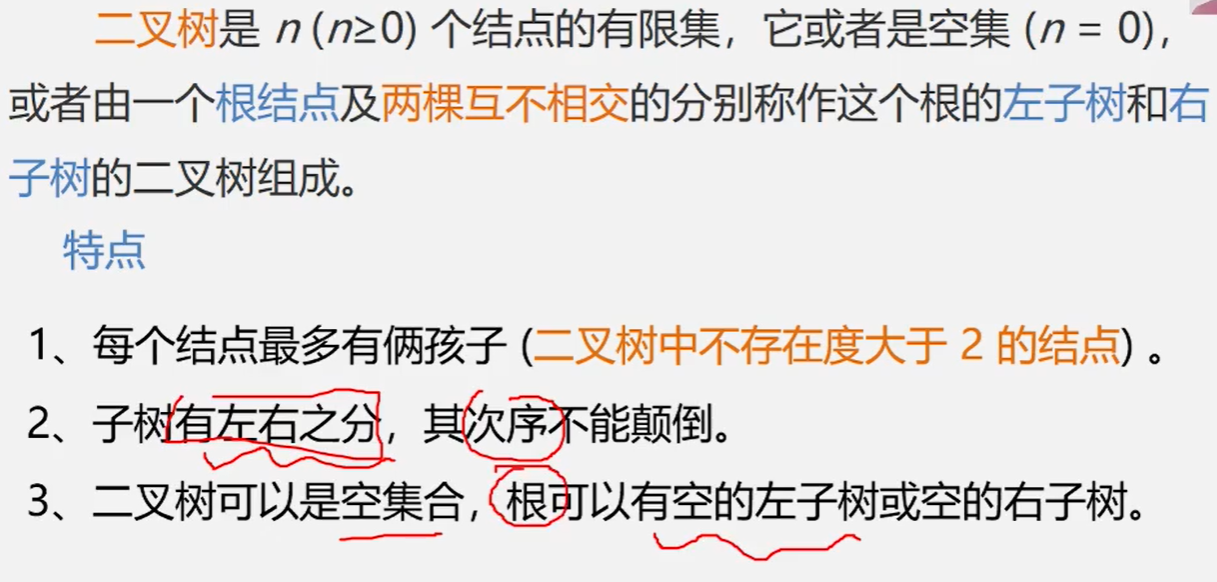 二叉树是 n (n≥0) 个结点的有限集，它或者是空集 (n = 0)，
或者由一个根结点及两棵互不相交的分别称作这个根的左子树和右
子树的二叉树组成。
特点
1、每个结点最多有俩孩子 (二叉树中不存在度大于 2 的结点) 。
2、子树有左右之分，其次序不能颠倒。
3、二叉树可以是空集合，根可以有空的左子树或空的右子树。